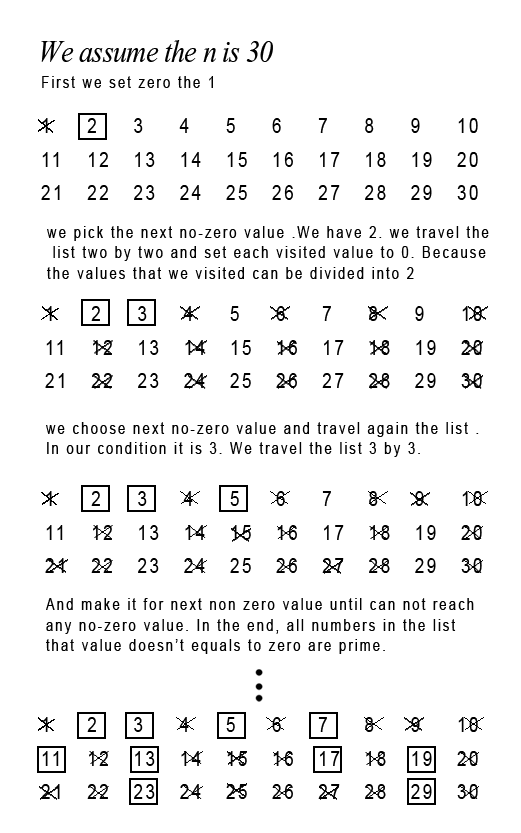 We assume the n is 30
First we set zero the 1
1 2 3 4 5 6 7 8 9 10
11 12 13 14 15 16 17 18 19 20
21 22 23 24 25 26 27 28 29 30
we pick the next no-zero value .We have 2. we travel the
list two by two and set each visited value to 0. Because
the values that we visited can be divided into 2
1 2 3 4 5 6 7 8 9 10
11 12 13 14 15 16 17 18 19 20
21 22 23 24 25 26 27 28 29 30
we choose next no-zero value and travel again the list .
In our condition it is 3. We travel the list 3 by 3.
1 2 3 4 5 6 7 8 9 10
11 12 13 14 15 16 17 18 19 20
21 22 23 24 25 26 27 28 29 30
And make it for next non zero value until can not reach
any no-zero value. In the end, all numbers in the list
that value doesn't equals to zero are prime.
1 2 3 4 5 6 7 8 9 10
11 12 13 14 15 16 17 18 19 20
21 22 23 24 25 26 27 28 29 30